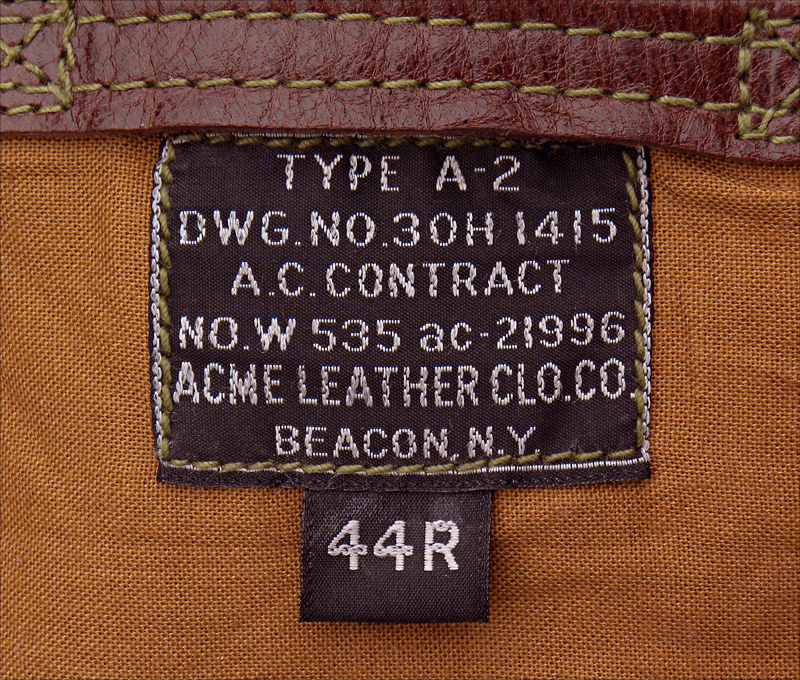 TYPE A-2
DWG.NO.30H 1415
A.C.CONTRACT
NO.W 535 ac-21996
ACME LEATHER CLO.CO.
BEACON, N.Y
44R